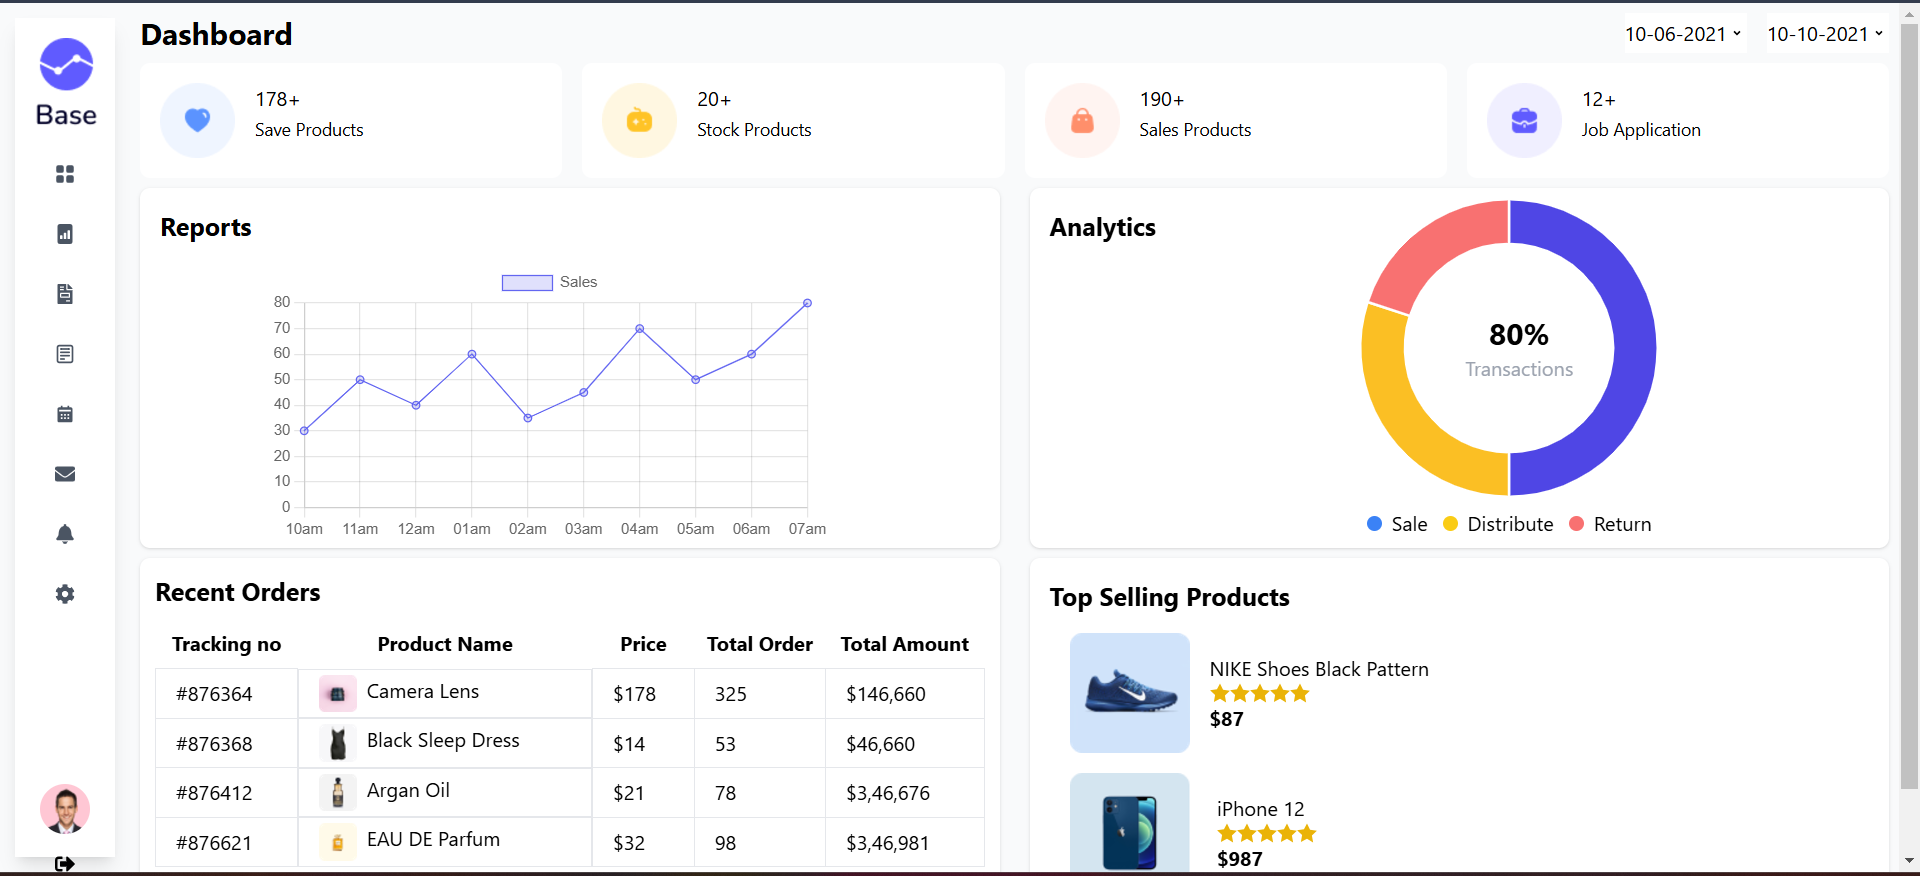 Base
Dashboard
10-06-2021
10-10-2021
178+
Save Products
20+
Stock Products
190+
Sales Products
12+
Job Application
Reports
Sales
80
70
60
50
40
30
20
10
0
10am 11am 12am 01am 02am 03am 04am 05am 06am 07am
Analytics
80%
Transactions
Sale Distribute Return
Recent Orders
Tracking no Product Name Price Total Order Total Amount
#876364 Camera Lens $178 325 $146,660
#876368 Black Sleep Dress $14 53 $46,660
#876412 Argan Oil $21 78 $3,46,676
#876621 EAU DE Parfum $32 98 $3,46,981
Top Selling Products
NIKE Shoes Black Pattern
$87
iPhone 12
$987